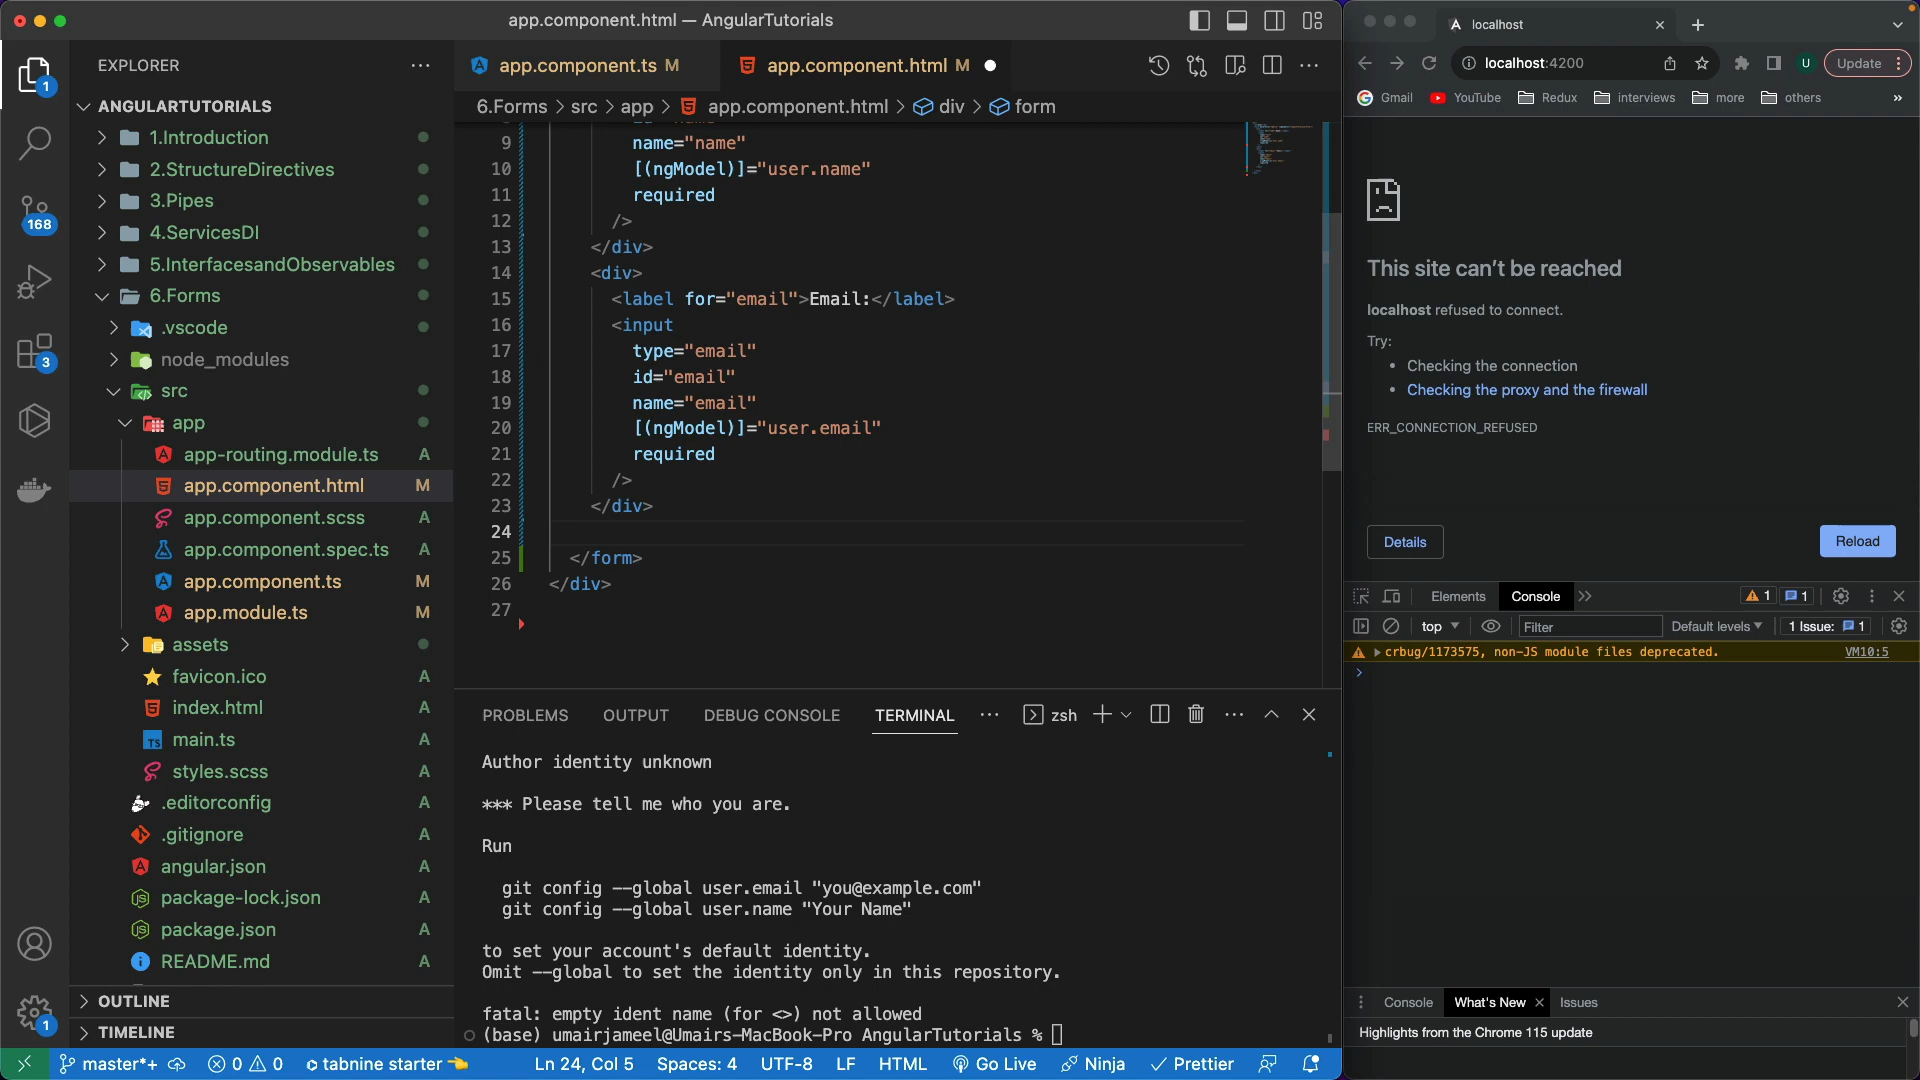 app.component.html — AngularTutorials
EXPLORER
ANGULARTUTORIALS
1.Introduction
2.StructureDirectives
3.Pipes
4.ServicesDI
5.InterfacesandObservables
6.Forms
.vscode
node_modules
src
app
app-routing.module.ts A
app.component.html M
app.component.scss A
app.component.spec.ts A
app.component.ts M
app.module.ts M
assets
favicon.ico A
index.html A
main.ts A
styles.scss A
.editorconfig A
.gitignore A
angular.json A
package-lock.json A
package.json A
README.md A
OUTLINE
TIMELINE
1
168
3
1
app.component.ts M
app.component.html M
6.Forms > src > app > app.component.html > div > form
9 name="name"
10 [(ngModel)]="user.name"
11 required
12 />
13 </div>
14 <div>
15 <label for="email">Email:</label>
16 <input
17 type="email"
18 id="email"
19 name="email"
20 [(ngModel)]="user.email"
21 required
22 />
23 </div>
24
25 </form>
26 </div>
27
PROBLEMS OUTPUT DEBUG CONSOLE TERMINAL zsh
Author identity unknown
*** Please tell me who you are.
Run
git config --global user.email "you@example.com"
git config --global user.name "Your Name"
to set your account's default identity.
Omit --global to set the identity only in this repository.
fatal: empty ident name (for <>) not allowed
(base) umairjameel@Umairs-MacBook-Pro AngularTutorials %
master*+ 0 0 tabnine starter Ln 24, Col 5 Spaces: 4 UTF-8 LF HTML Go Live Ninja Prettier
localhost
localhost:4200 U Update
Gmail YouTube Redux interviews more others »
This site can't be reached
localhost refused to connect.
Try:
• Checking the connection
• Checking the proxy and the firewall
ERR_CONNECTION_REFUSED
Details Reload
Elements Console 1 1
top Filter Default levels 1 Issue: 1
crbug/1173575, non-JS module files deprecated. VM10:5
Console What's New Issues
Highlights from the Chrome 115 update